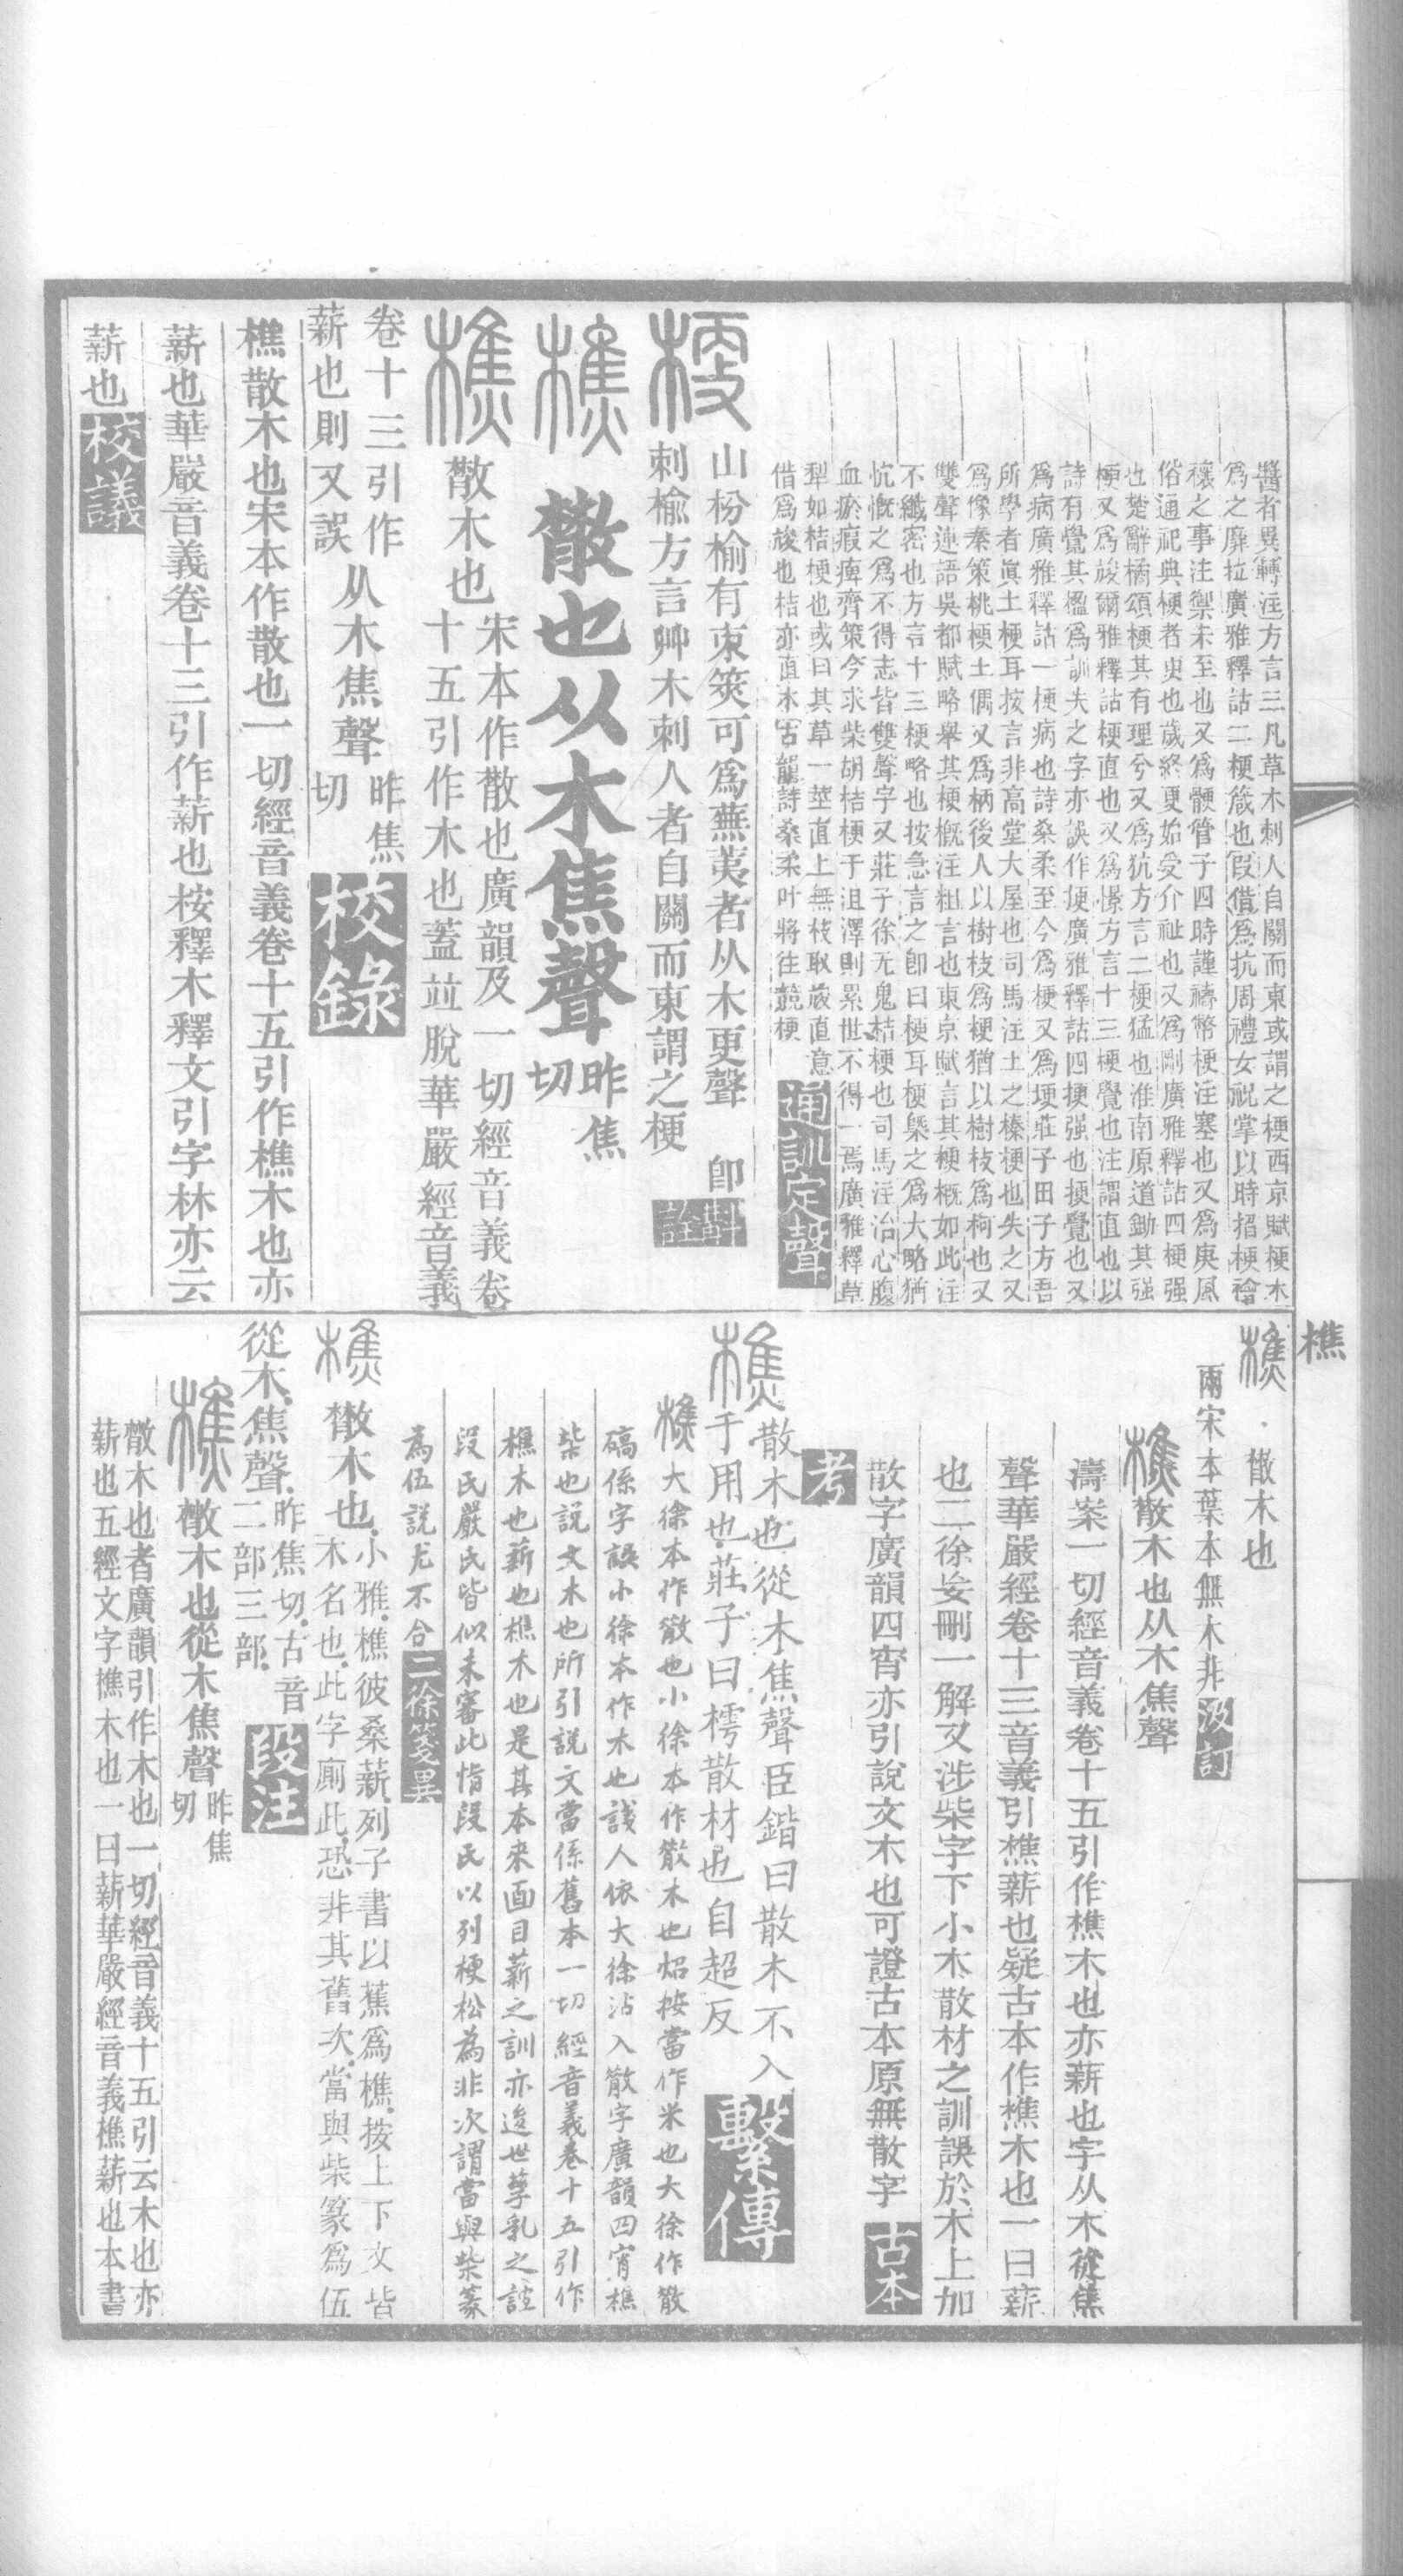 醬者異轉注方言三凡草木刺人自關而東或謂之梗西京賦梗木
爲之靡拉廣雅釋詁二梗箴也叚借爲抗周禮女祝掌以時招梗禬
禳之事注禦未至也又爲骾管子四時謹禱幣梗注塞也又爲庚風
俗通祀典梗者更也歲終更始受介祉也又爲剛廣雅釋詁四梗强
也楚辭橘頌梗其有理兮又爲犺方言二梗猛也淮南原道鋤其强
梗又爲㨘爾雅釋詁梗直也又爲憬方言十三梗覺也注謂直也以
詩有覺其楹爲訓失之字亦誤作挭廣雅釋詁四挭强也挭覺也又
爲病廣雅釋詁一梗病也詩桑柔至今爲梗又爲埂莊子田子方吾
所學者眞土梗耳按言非高堂大屋也司馬注土之榛梗也失之又
爲像秦策桃梗土偶又爲柄後人以樹枝爲梗猶以樹枝爲柯也又
雙聲連語吳都賦略舉其梗概注粗言也東京賦言其梗概如此注
不纖密也方言十三梗略也按急言之卽曰梗耳梗槩之爲大略猶
忼慨之爲不得志皆雙聲字又莊子徐无鬼桔梗也司馬注治心腹
血瘀瘕痺齊策今求柴胡桔梗于沮澤則累世不得一焉廣雅釋草
犁如桔梗也或曰其草一莖直上無枝取㨘直意
借爲㨘也桔亦直木古韻詩桑柔叶將往競梗
通訓定聲
梗
山枌榆有朿莢可爲蕪荑者从木更聲 卽
刺榆方言艸木刺人者自關而東謂之梗
斠詮
樵 㪔也从木焦聲 昨焦切
樵 㪔木也
宋本作散也廣韻及一切經音義卷
十五引作木也蓋竝脫華嚴經音義
卷十三引作
薪也則又誤
从木焦聲 昨焦切 校錄
樵散木也宋本作散也一切經音義卷十五引作樵木也亦
薪也華嚴音義卷十三引作薪也桉釋木釋文引字林亦云
薪也 校議
樵
樵 㪔木也
兩宋本葉本無木非 汲訂
樵 㪔木也从木焦聲
濤案一切經音義卷十五引作樵木也亦薪也字从木從焦
聲華嚴經卷十三音義引樵薪也疑古本作樵木也一曰薪
也二徐妄刪一解又涉柴字下小木散材之訓誤於木上加
散字廣韻四宵亦引說文木也可證古本原無散字 古本
考
樵 散木也從木焦聲臣鍇曰散木不入
于用也莊子曰樗散材也自超反 繫傳
樵大徐本作㪔也小徐本作㪔木也炤按當作木也大徐作散
碻係字誤小徐本作木也淺人依大徐沾入散字廣韻四宵樵
柴也說文木也所引說文當係舊本一切經音義卷十五引作
樵木也薪也樵木也是其本來面目薪之訓亦後世孳乳之誼
段氏嚴氏皆似未審此恉段氏以列梗松為非次謂當與柴篆
為伍說尤不合 二徐箋異
樵 㪔木也
小雅樵彼桑薪列子書以蕉爲樵按上下文皆
木名也此字廁此恐非其舊次當與柴篆爲伍
從木焦聲
昨焦切古音
二部三部
段注
樵 㪔木也從木焦聲 昨焦切
㪔木也者廣韻引作木也一切經音義十五引云木也亦
薪也五經文字樵木也一曰薪華嚴經音義樵薪也本書